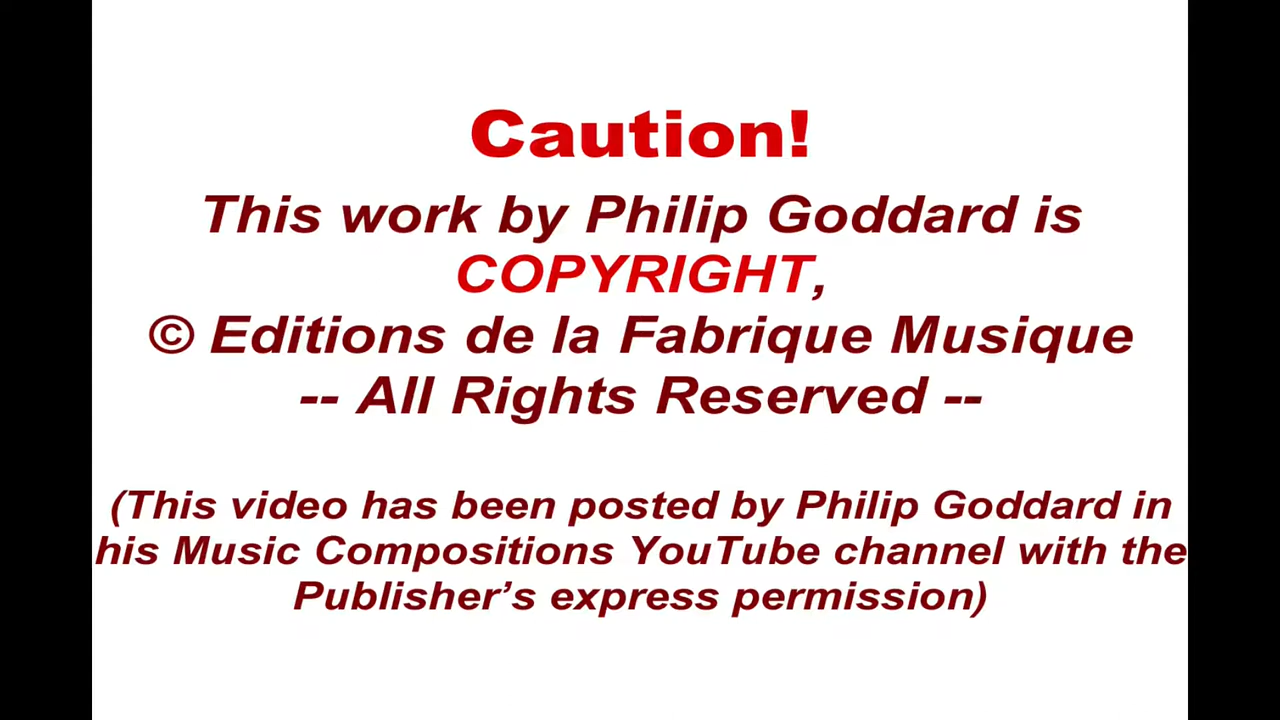 Caution!
This work by Philip Goddard is
COPYRIGHT,
© Editions de la Fabrique Musique
-- All Rights Reserved --
(This video has been posted by Philip Goddard in
his Music Compositions YouTube channel with the
Publisher’s express permission)